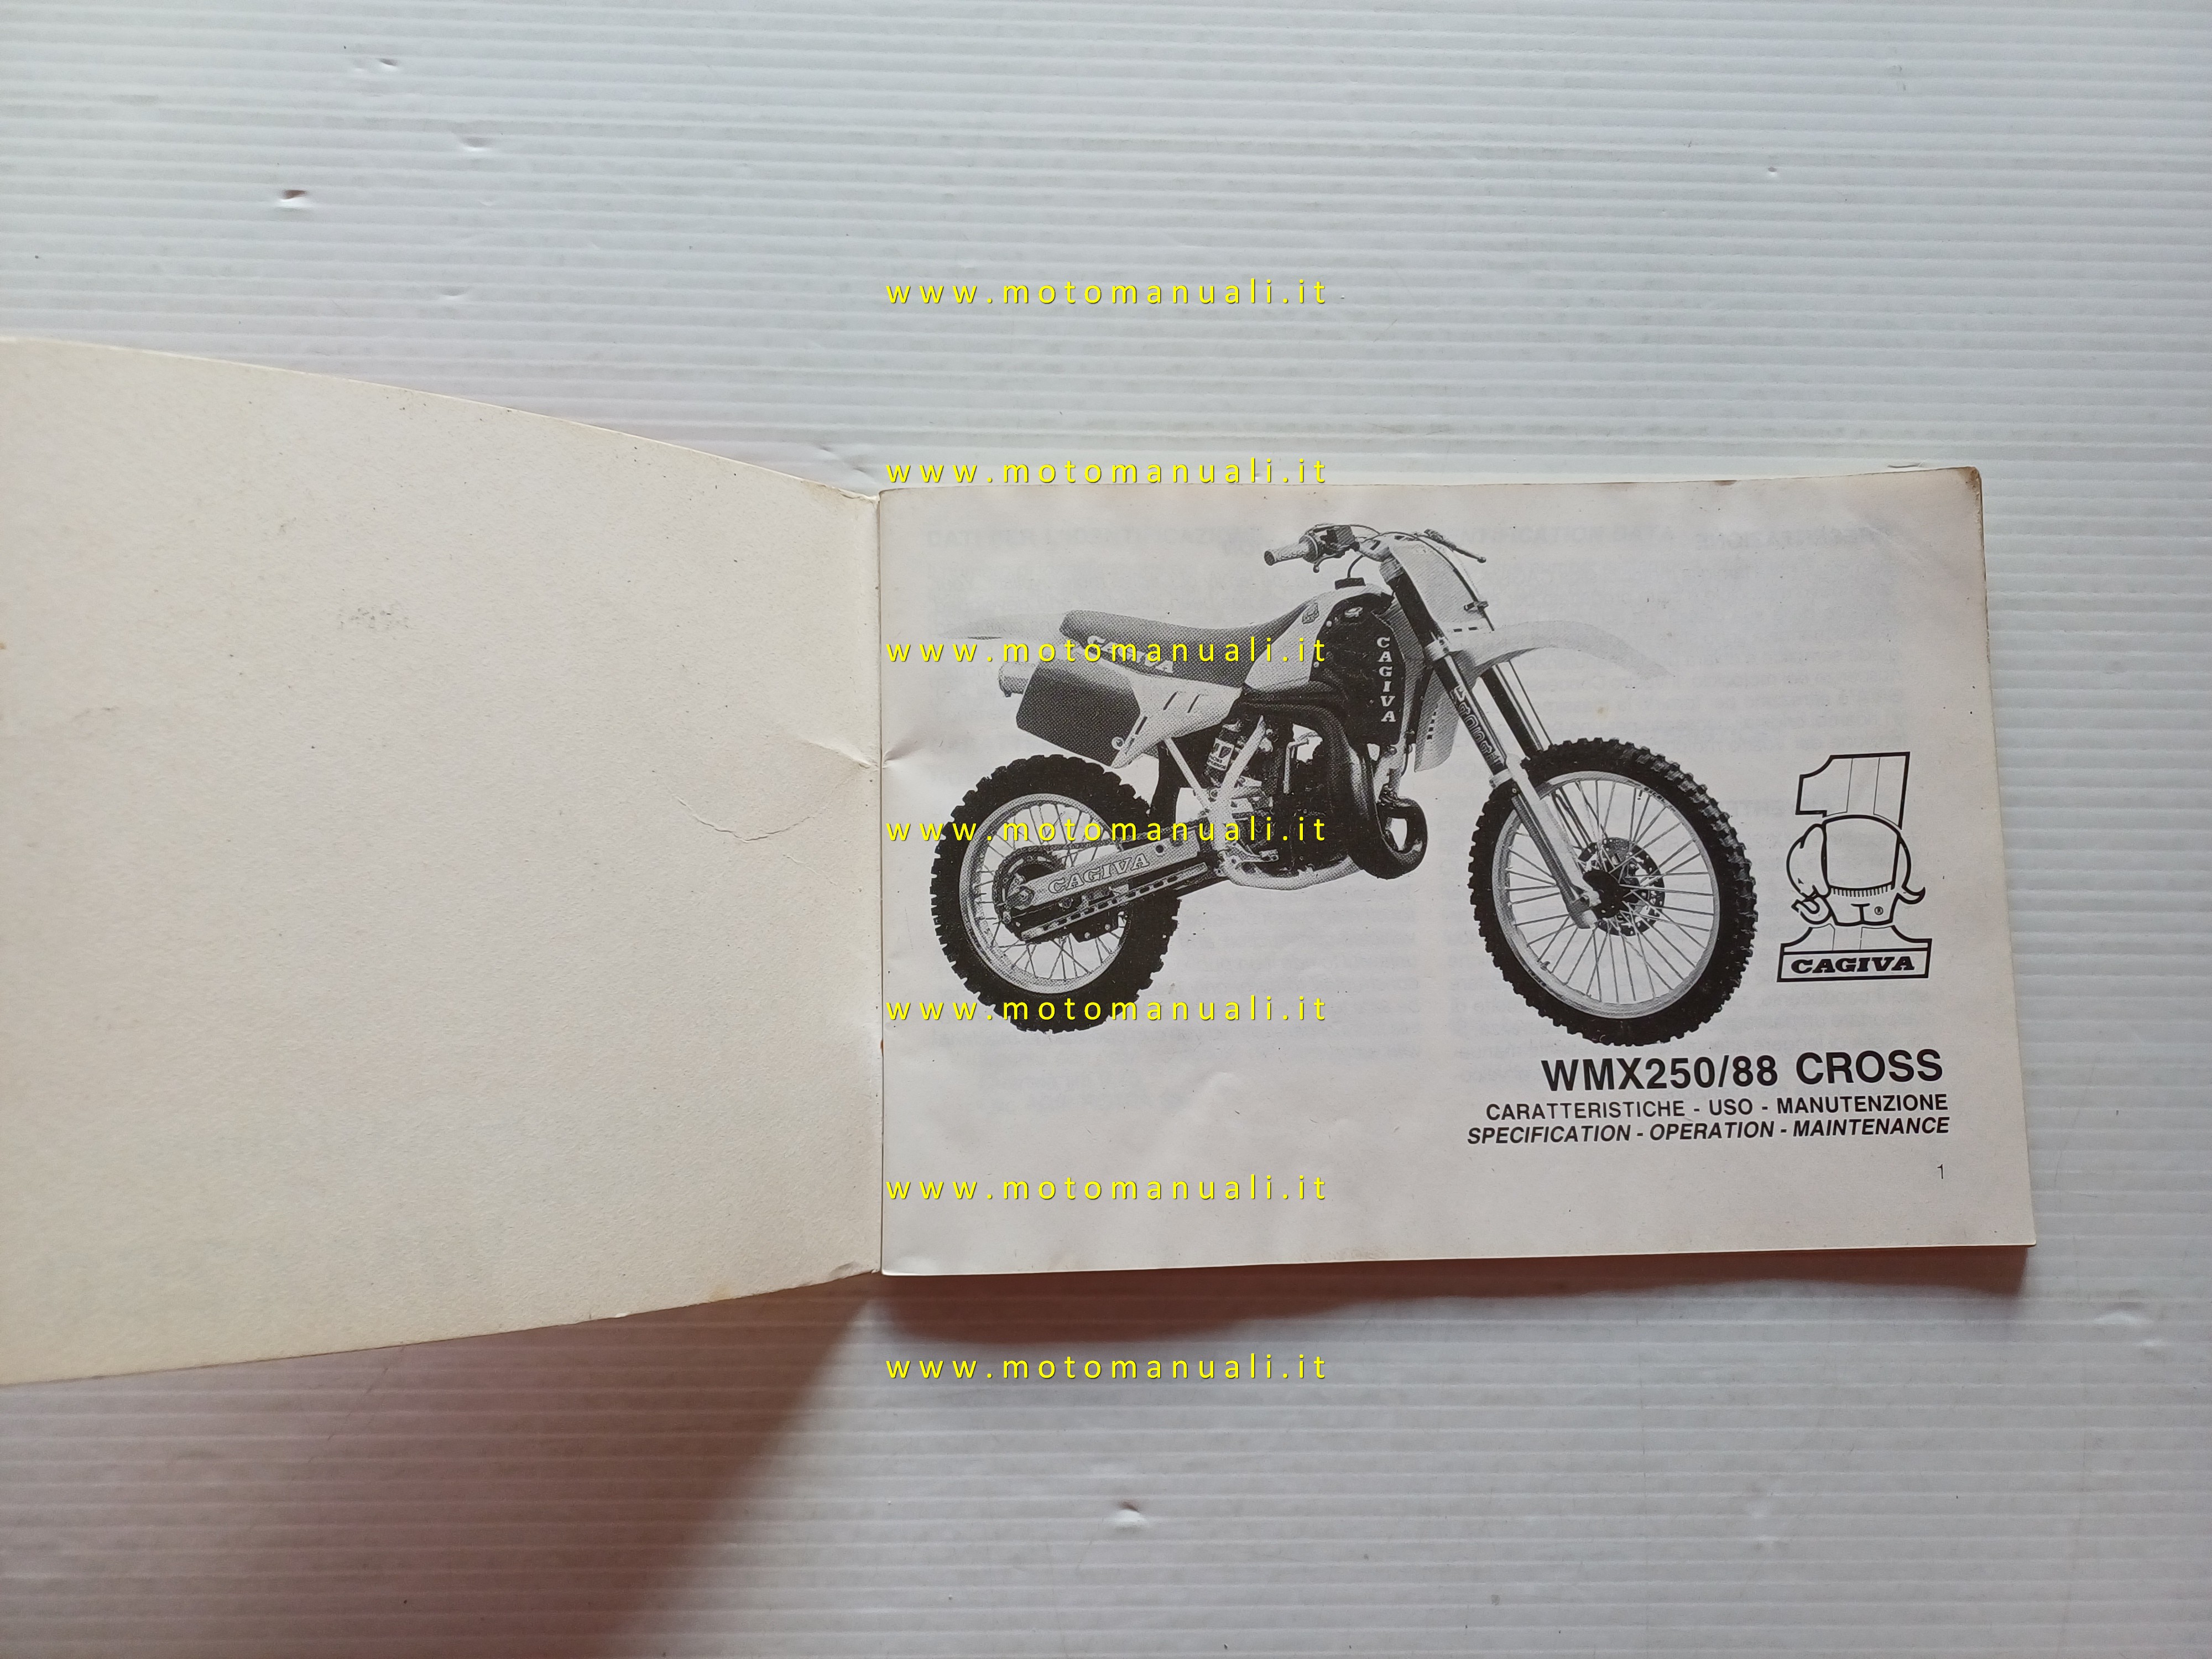 www.motomanuali.it
www.motomanuali.it
CAGIVA
www.motomanuali.it
www.motomanuali.it
CAGIVA
CAGIVA
www.motomanuali.it
WMX250/88 CROSS
CARATTERISTICHE - USO - MANUTENZIONE
SPECIFICATION - OPERATION - MAINTENANCE
1
www.motomanuali.it
www.motomanuali.it